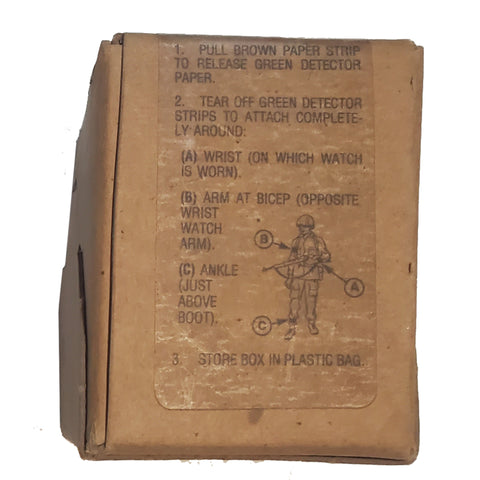 1. PULL BROWN PAPER STRIP
TO RELEASE GREEN DETECTOR
PAPER.
2. TEAR OFF GREEN DETECTOR
STRIPS TO ATTACH COMPLETE-
LY AROUND:
(A) WRIST (ON WHICH WATCH
IS WORN).
(B) ARM AT BICEP (OPPOSITE
WRIST
WATCH
ARM).
(C) ANKLE
(JUST
ABOVE
BOOT).
B
A
C
3. STORE BOX IN PLASTIC BAG.